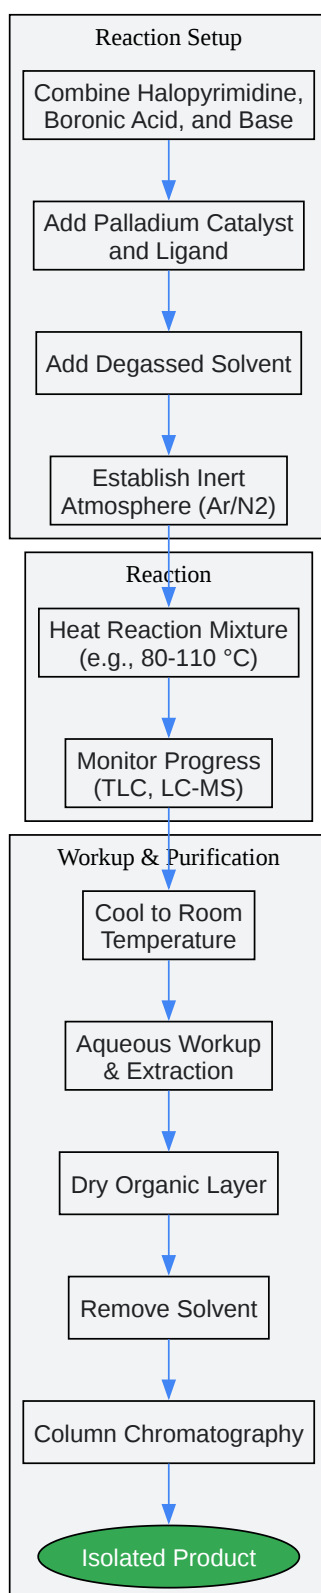 Reaction Setup
Combine Halopyrimidine,
Boronic Acid, and Base
Add Palladium Catalyst
and Ligand
Add Degassed Solvent
Establish Inert
Atmosphere (Ar/N2)
Reaction
Heat Reaction Mixture
(e.g., 80-110 °C)
Monitor Progress
(TLC, LC-MS)
Workup & Purification
Cool to Room
Temperature
Aqueous Workup
& Extraction
Dry Organic Layer
Remove Solvent
Column Chromatography
Isolated Product